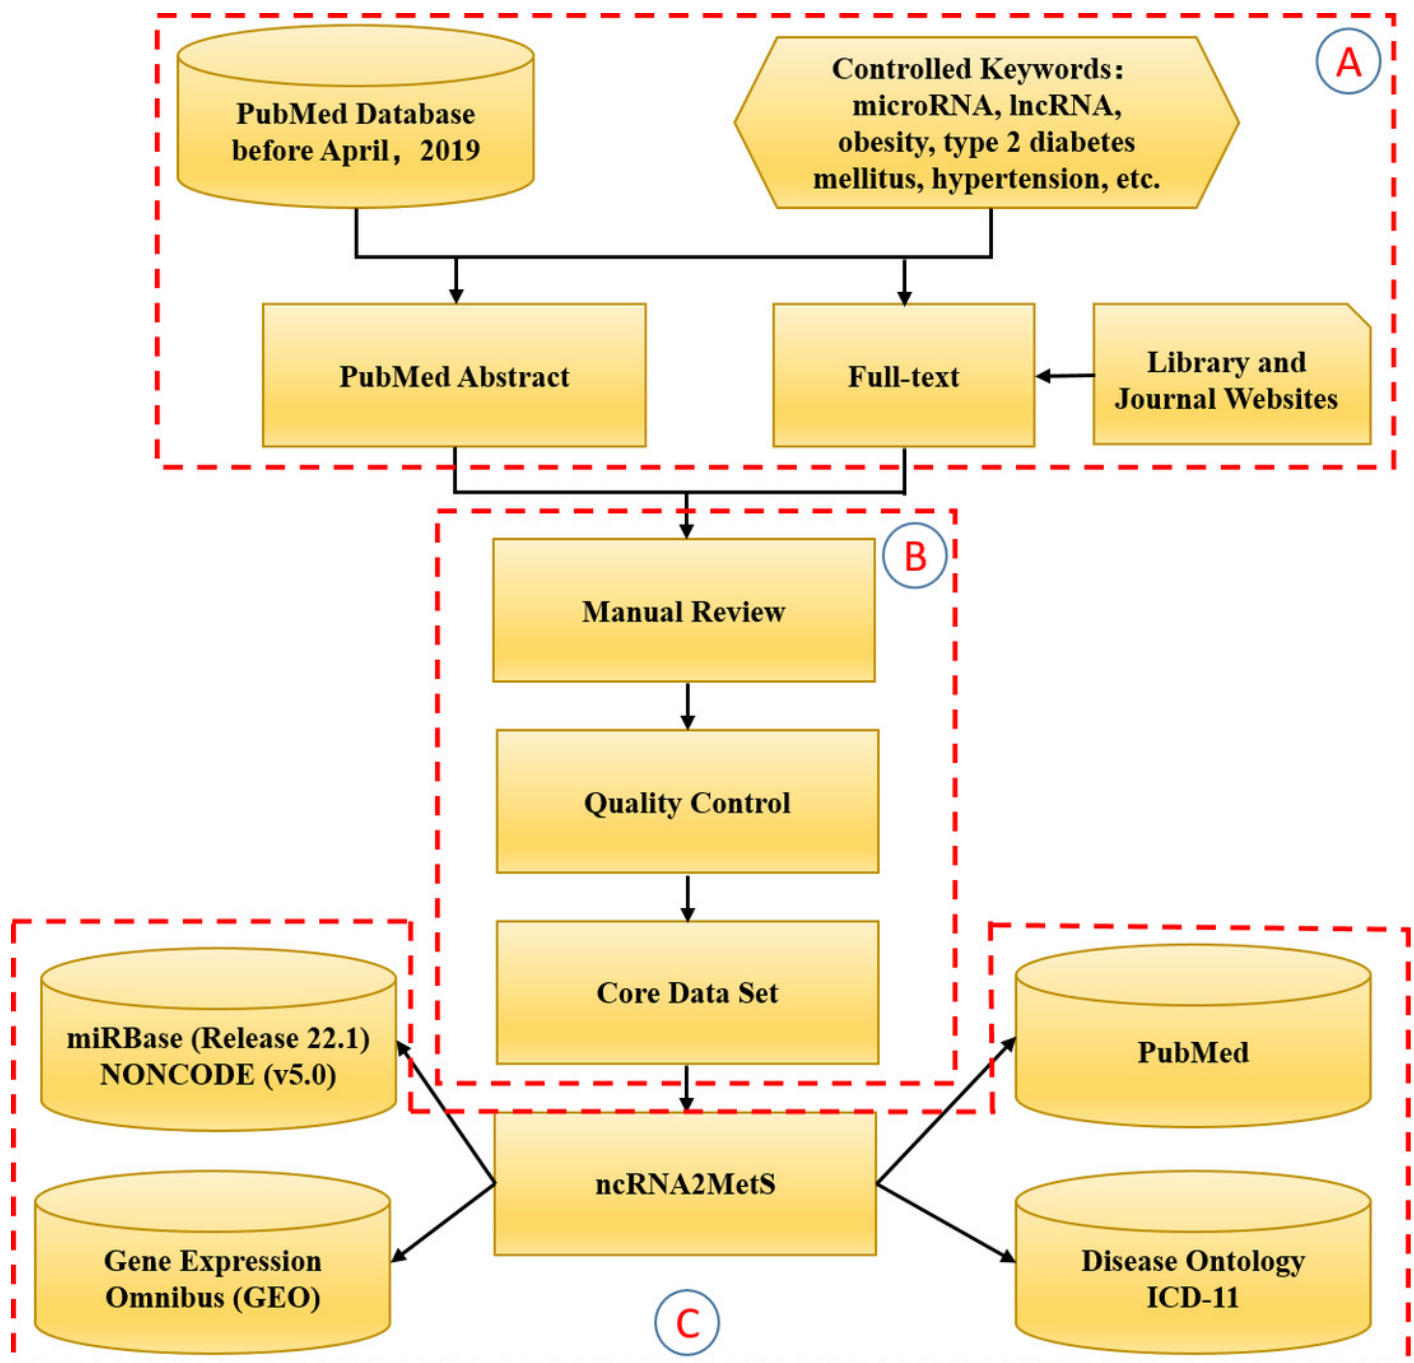 A
PubMed Database
before April，2019
Controlled Keywords：
microRNA, lncRNA,
obesity, type 2 diabetes
mellitus, hypertension, etc.
PubMed Abstract
Full-text
Library and
Journal Websites
B
Manual Review
Quality Control
Core Data Set
miRBase (Release 22.1)
NONCODE (v5.0)
PubMed
ncRNA2MetS
Gene Expression
Omnibus (GEO)
Disease Ontology
ICD-11
C